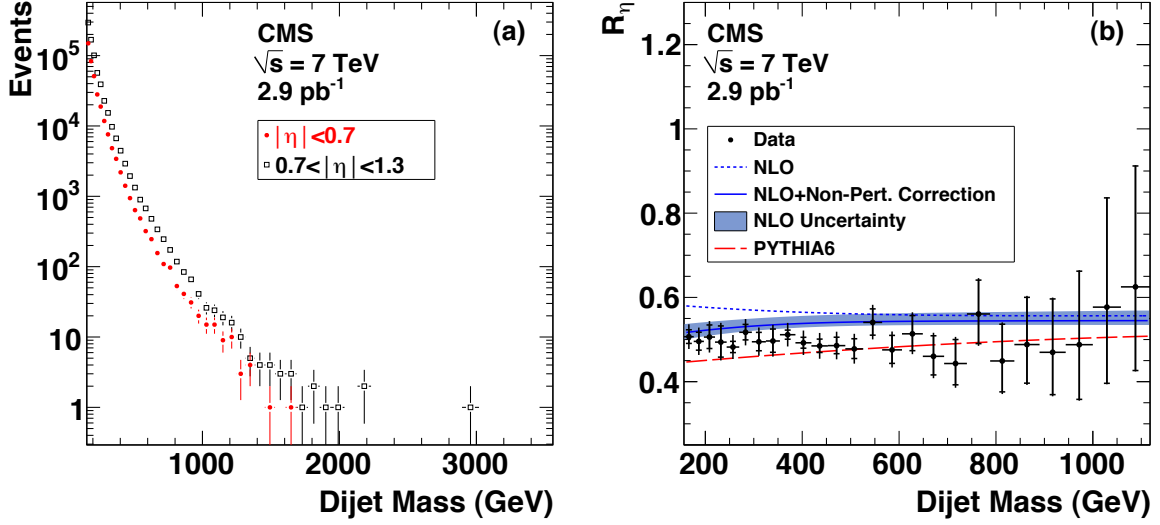 Events
10⁵
10⁴
10³
10²
10
1
CMS
(a)
√s = 7 TeV
2.9 pb⁻¹
|η|<0.7
0.7<|η|<1.3
1000 2000 3000
Dijet Mass (GeV)
Rη
1.2
1
0.8
0.6
0.4
CMS
(b)
√s = 7 TeV
2.9 pb⁻¹
Data
NLO
NLO+Non-Pert. Correction
NLO Uncertainty
PYTHIA6
200 400 600 800 1000
Dijet Mass (GeV)